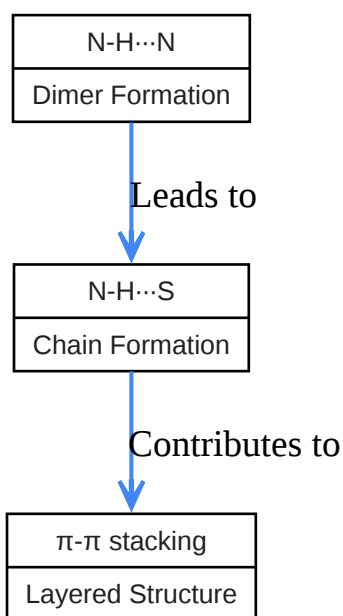 N-H···N
Dimer Formation
Leads to
N-H···S
Chain Formation
Contributes to
π-π stacking
Layered Structure